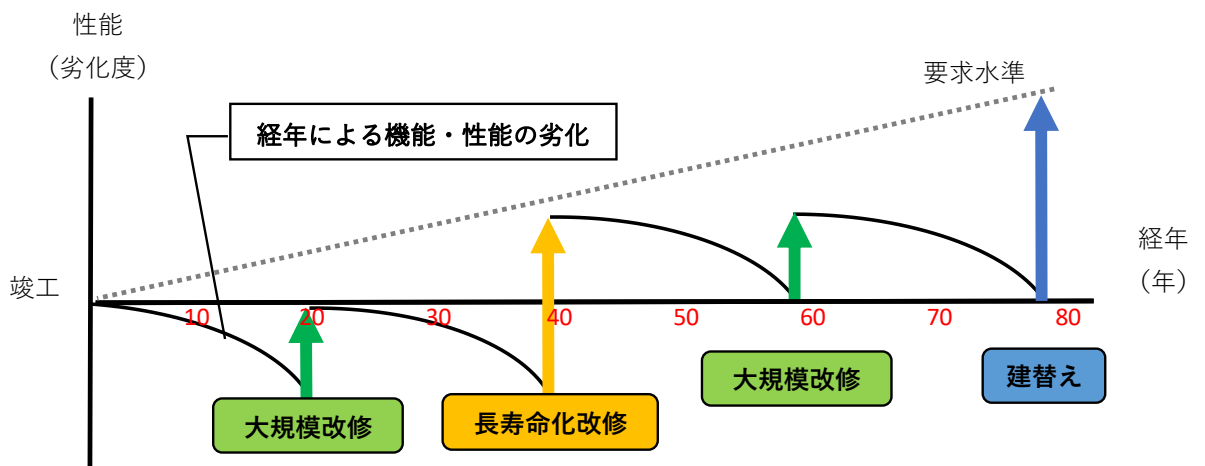 性能
（劣化度）
要求水準
経年による機能・性能の劣化
経年
（年）
竣工
10
20
30
40
50
60
70
80
大規模改修
長寿命化改修
大規模改修
建替え